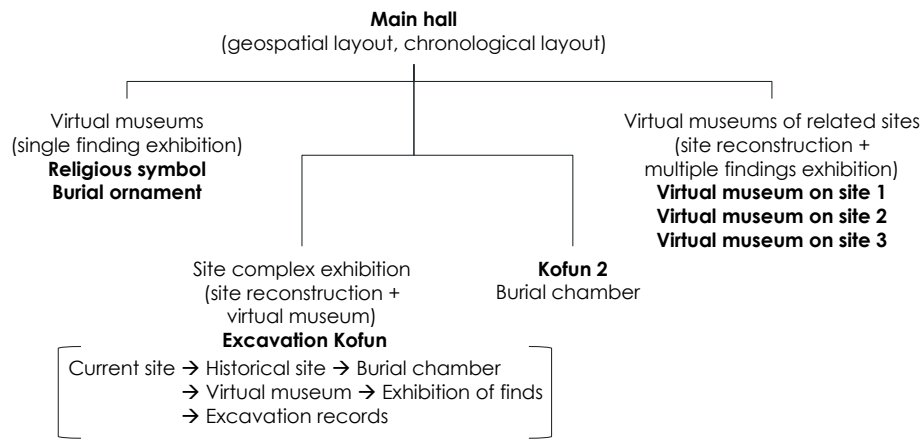 Main hall
(geospatial layout, chronological layout)
Virtual museums
(single finding exhibition)
Religious symbol
Burial ornament
Virtual museums of related sites
(site reconstruction +
multiple findings exhibition)
Virtual museum on site 1
Virtual museum on site 2
Virtual museum on site 3
Site complex exhibition
(site reconstruction +
virtual museum)
Excavation Kofun
Kofun 2
Burial chamber
Current site → Historical site → Burial chamber
→ Virtual museum → Exhibition of finds
→ Excavation records